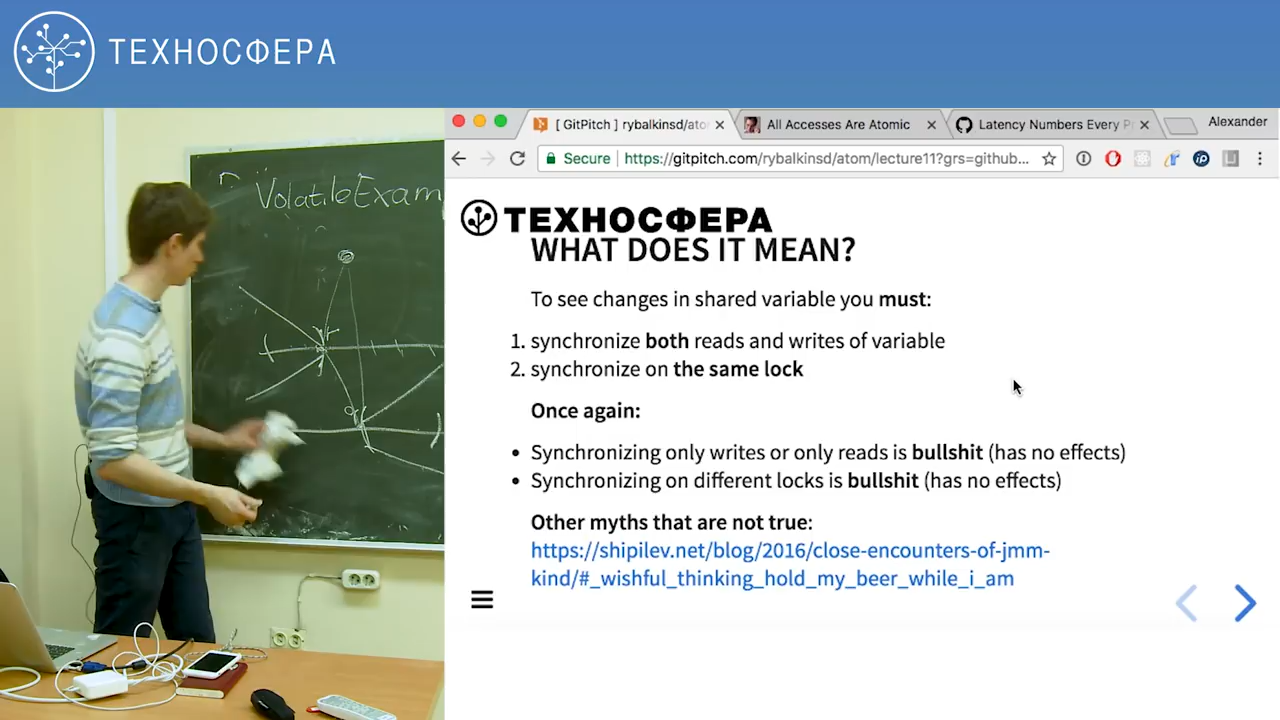 ТЕХНОСФЕРА
VolatileExam
[ GitPitch ] rybalkinsd/ato
All Accesses Are Atomic
Latency Numbers Every P
Alexander
Secure
https://gitpitch.com/rybalkinsd/atom/lecture11?grs=github...
ТЕХНОСФЕРА
WHAT DOES IT MEAN?
To see changes in shared variable you must:
1. synchronize both reads and writes of variable
2. synchronize on the same lock
Once again:
• Synchronizing only writes or only reads is bullshit (has no effects)
• Synchronizing on different locks is bullshit (has no effects)
Other myths that are not true:
https://shipilev.net/blog/2016/close-encounters-of-jmm-
kind/#_wishful_thinking_hold_my_beer_while_i_am